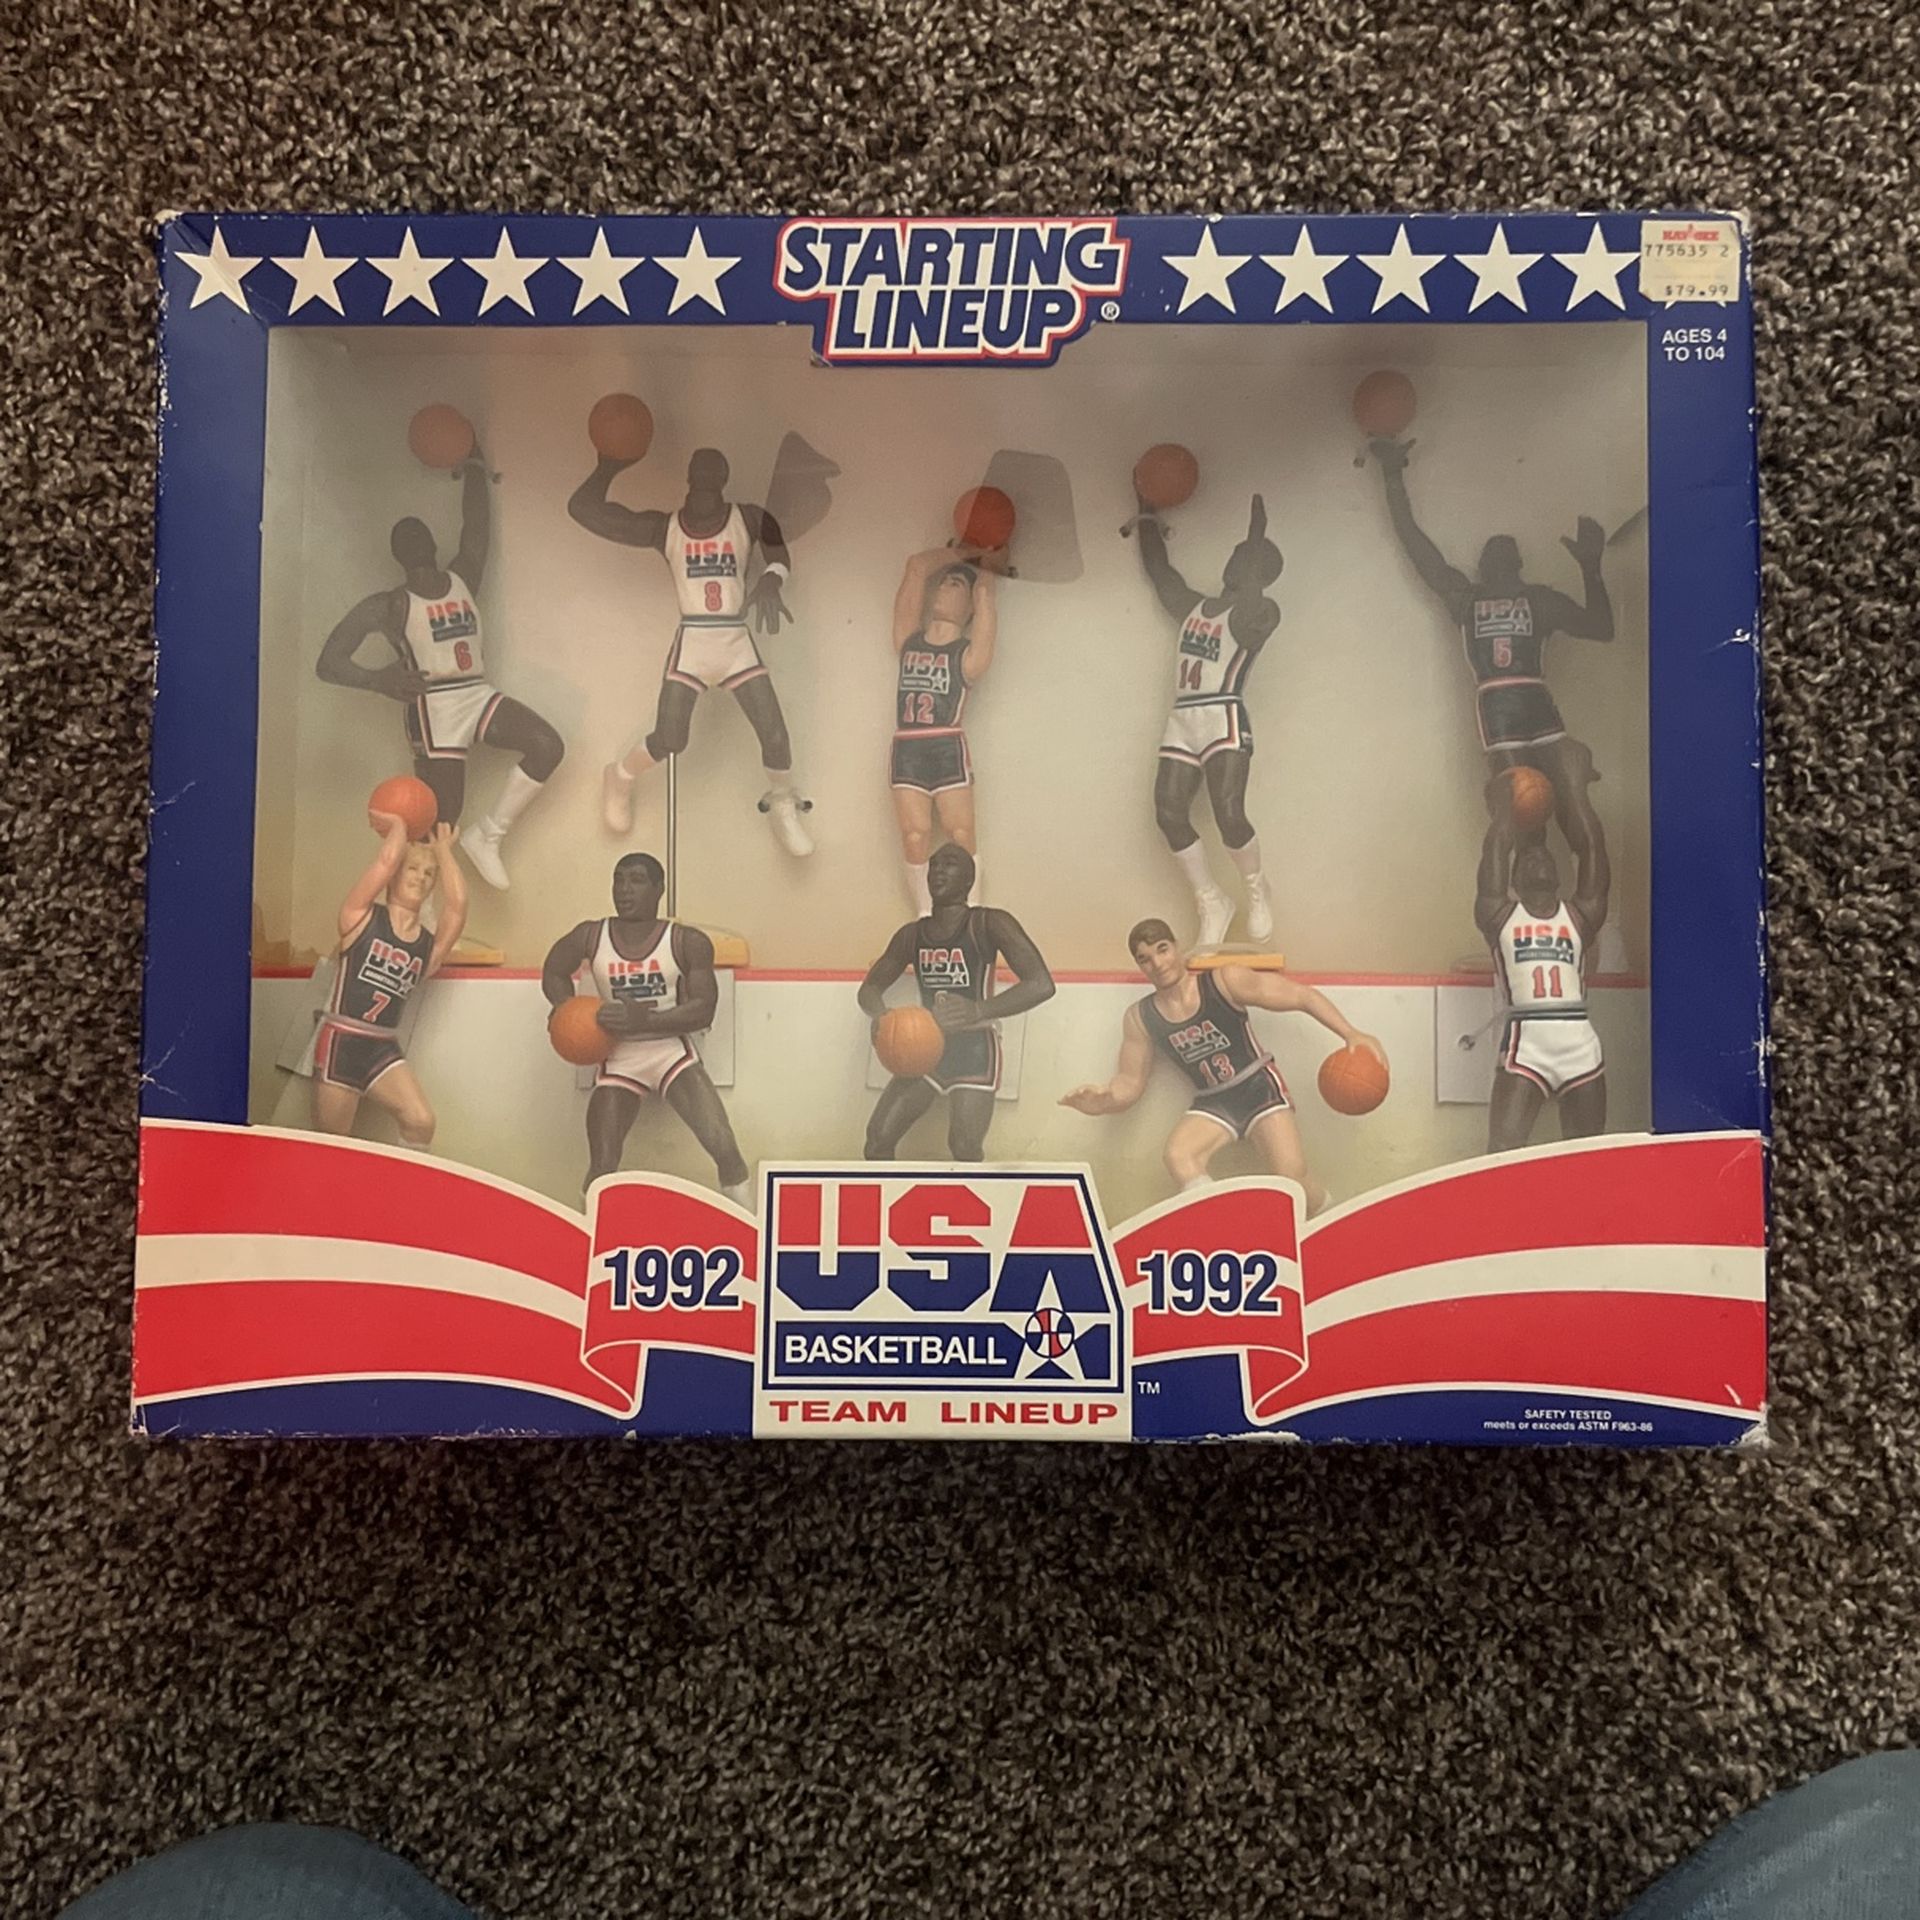 STARTING
LINEUP®
KAY·BEE
775635 2
$79.99
AGES 4
TO 104
USA
6
USA
8
USA
12
USA
14
USA
5
USA
7
USA
USA
USA
13
USA
11
1992
USA
BASKETBALL
TEAM LINEUP
TM
1992
SAFETY TESTED
meets or exceeds ASTM F963-86